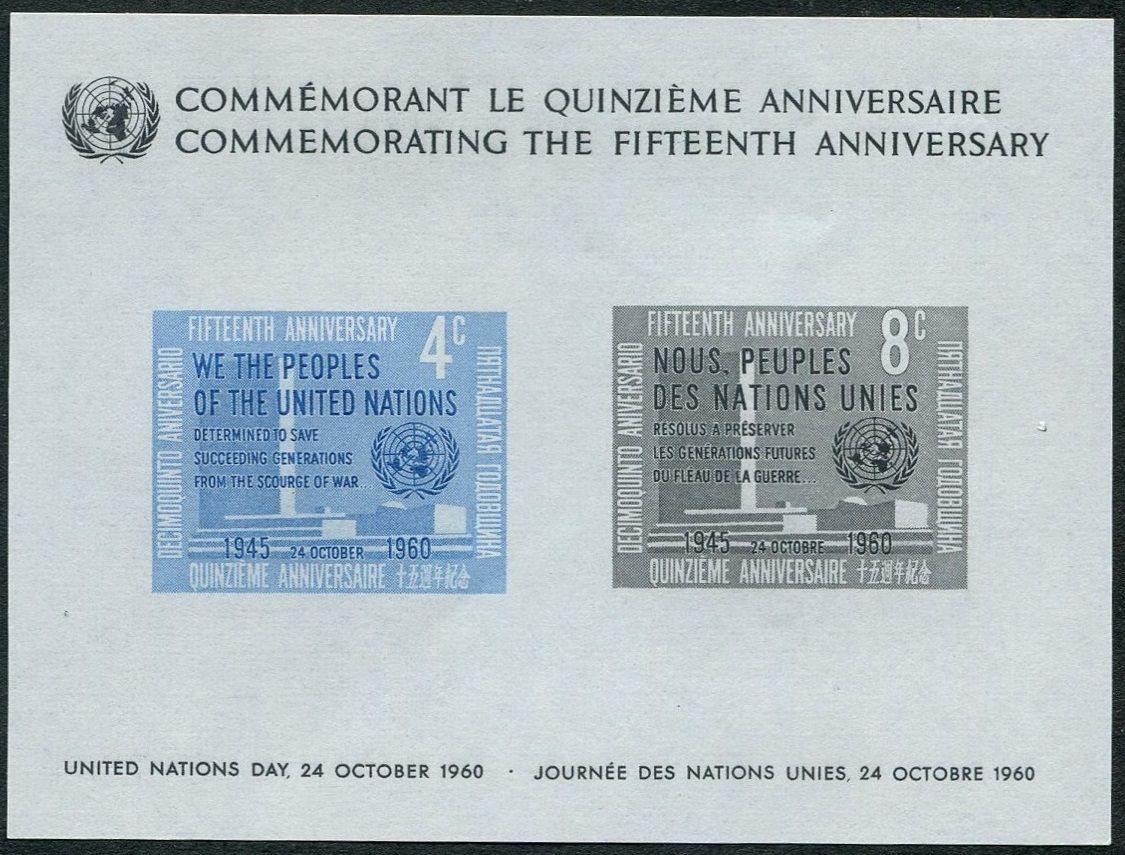 COMMÉMORANT LE QUINZIÈME ANNIVERSAIRE
COMMEMORATING THE FIFTEENTH ANNIVERSARY
FIFTEENTH ANNIVERSARY 4c
DECIMOQUINTO ANIVERSARIO
WE THE PEOPLES
OF THE UNITED NATIONS
DETERMINED TO SAVE
SUCCEEDING GENERATIONS
FROM THE SCOURGE OF WAR...
ПЯТНАДЦАТАЯ ГОДОВЩИНА
1945 24 OCTOBER 1960
QUINZIÈME ANNIVERSAIRE 十五週年紀念
FIFTEENTH ANNIVERSARY 8c
DECIMOQUINTO ANIVERSARIO
NOUS, PEUPLES
DES NATIONS UNIES
RÉSOLUS A PRÉSERVER
LES GÉNÉRATIONS FUTURES
DU FLÉAU DE LA GUERRE...
ПЯТНАДЦАТАЯ ГОДОВЩИНА
1945 24 OCTOBRE 1960
QUINZIÈME ANNIVERSAIRE 十五週年紀念
UNITED NATIONS DAY, 24 OCTOBER 1960 · JOURNÉE DES NATIONS UNIES, 24 OCTOBRE 1960